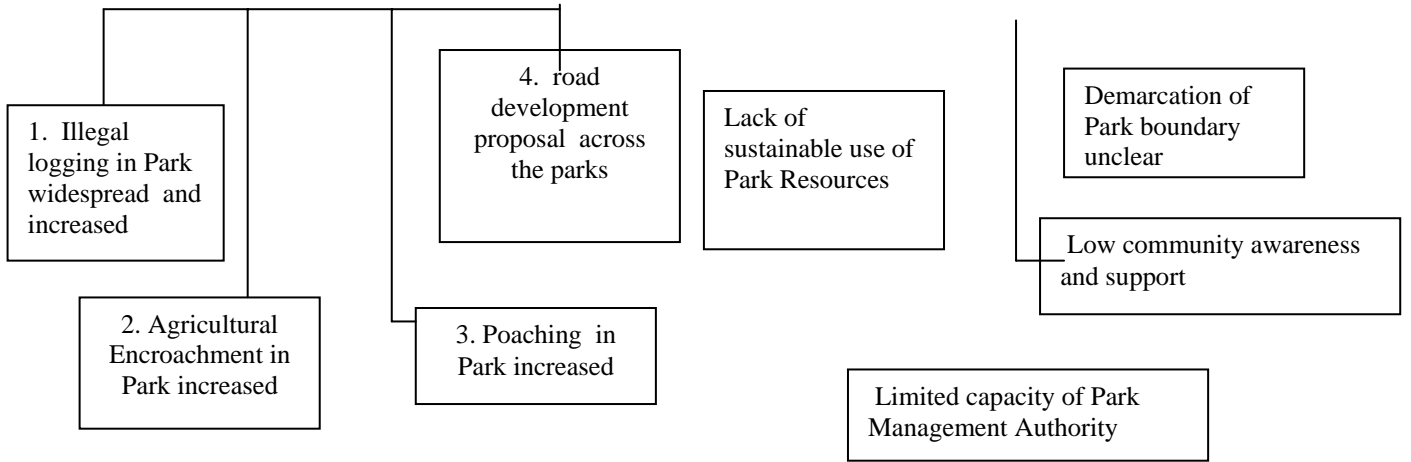 1. Illegal
logging in Park
widespread and
increased
2. Agricultural
Encroachment in
Park increased
3. Poaching in
Park increased
4. road
development
proposal across
the parks
Lack of
sustainable use of
Park Resources
Demarcation of
Park boundary
unclear
Low community awareness
and support
Limited capacity of Park
Management Authority